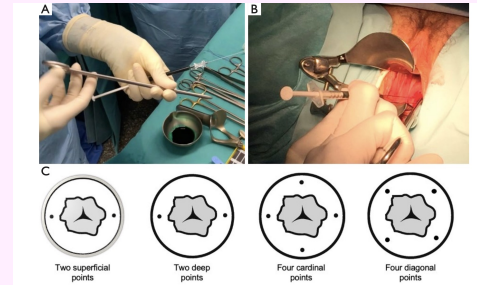 A
B
C
Two superficial
points
Two deep
points
Four cardinal
points
Four diagonal
points